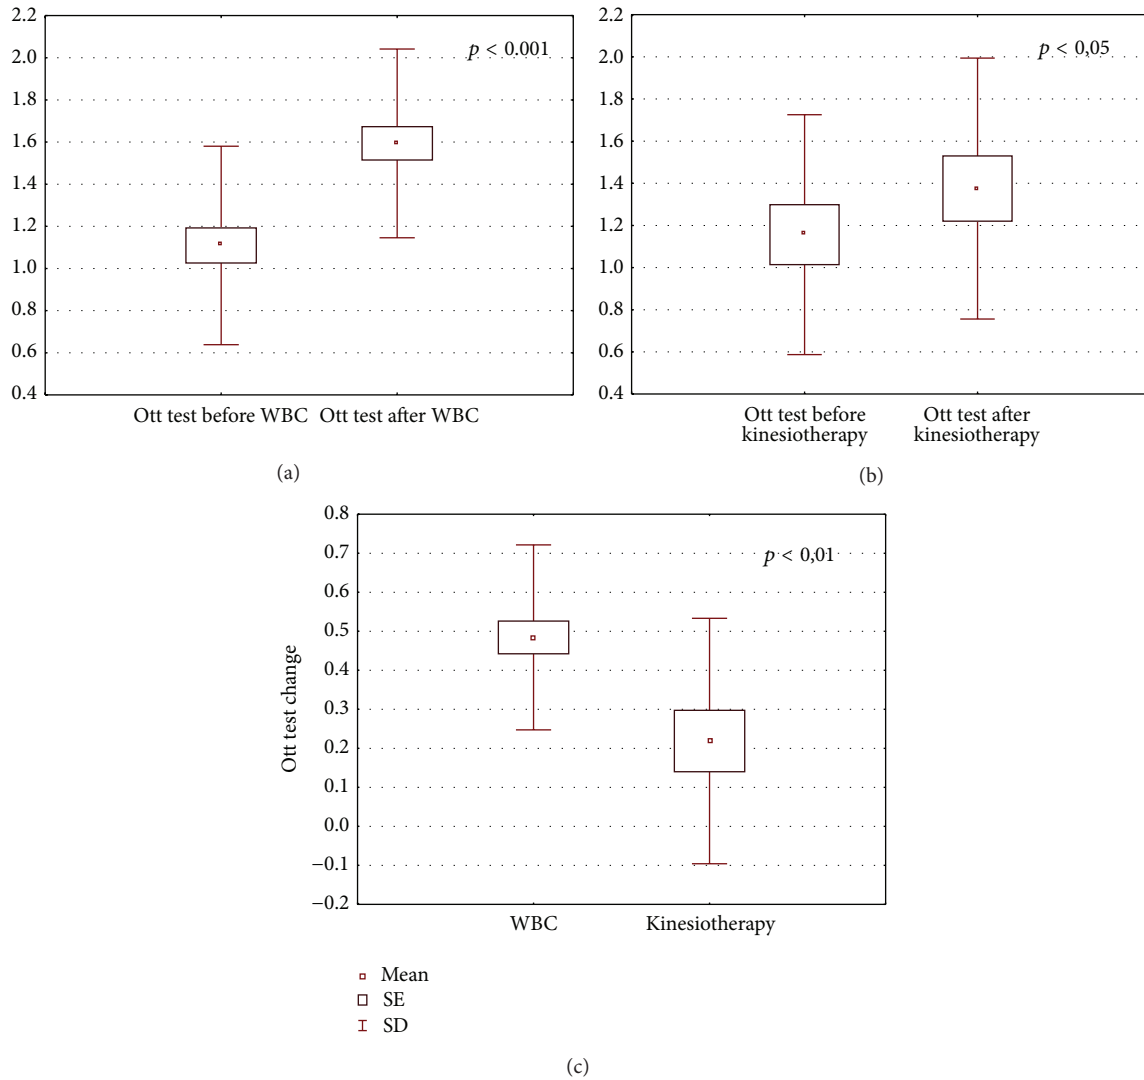 2.2
2.0
1.8
1.6
1.4
1.2
1.0
0.8
0.6
0.4
p < 0.001
Ott test before WBC
Ott test after WBC
(a)
2.2
2.0
1.8
1.6
1.4
1.2
1.0
0.8
0.6
0.4
p < 0,05
Ott test before
kinesiotherapy
Ott test after
kinesiotherapy
(b)
Ott test change
0.8
0.7
0.6
0.5
0.4
0.3
0.2
0.1
0.0
−0.1
−0.2
p < 0,01
WBC
Kinesiotherapy
Mean
SE
SD
(c)